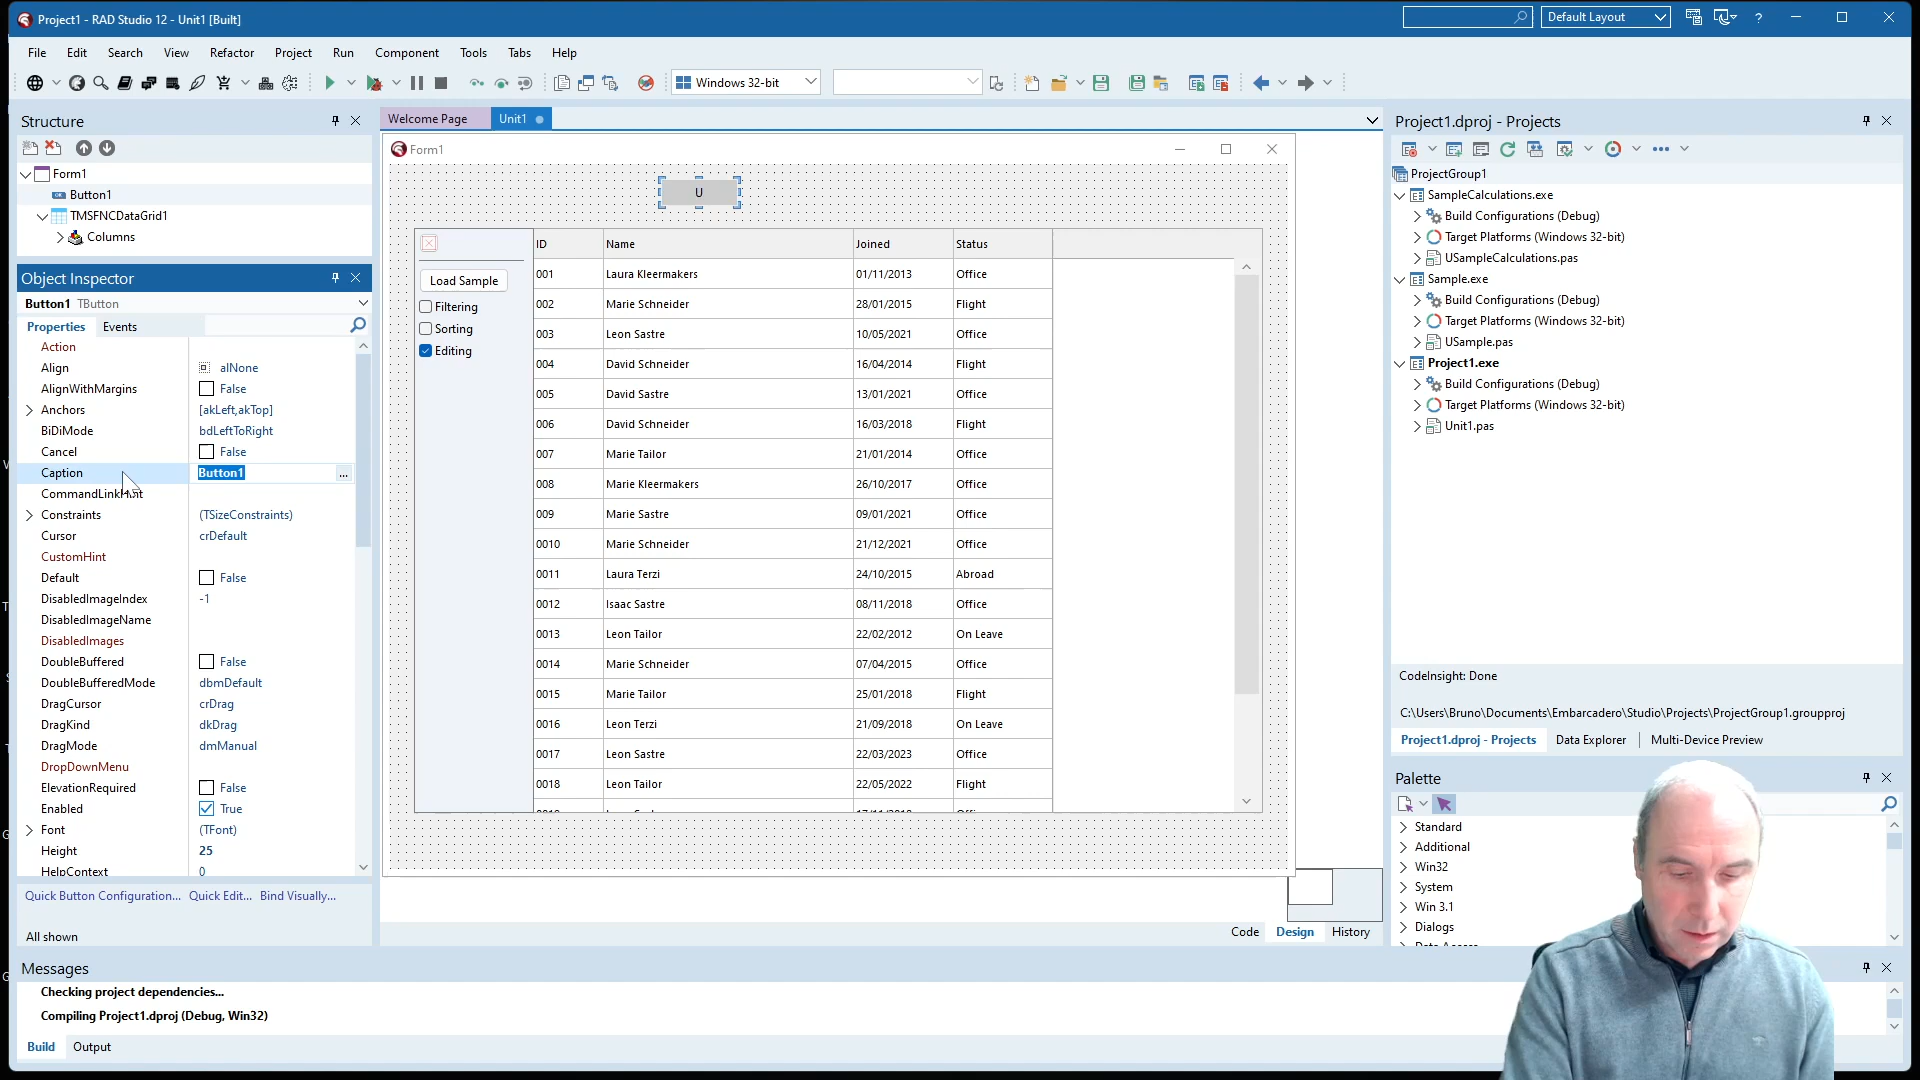 Project1 - RAD Studio 12 - Unit1 [Built]
Default Layout
?
File Edit Search View Refactor Project Run Component Tools Tabs Help
Windows 32-bit
Structure
Form1
Button1
TMSFNCDataGrid1
Columns
Object Inspector
Button1 TButton
Properties Events
Action
Align alNone
AlignWithMargins False
Anchors [akLeft,akTop]
BiDiMode bdLeftToRight
Cancel False
Caption Button1 ...
Constraints (TSizeConstraints)
Cursor crDefault
CustomHint
Default False
DisabledImageIndex -1
DisabledImageName
DisabledImages
DoubleBuffered False
DoubleBufferedMode dbmDefault
DragCursor crDrag
DragKind dkDrag
DragMode dmManual
DropDownMenu
ElevationRequired False
Enabled True
Font (TFont)
Height 25
HelpContext 0
Quick Button Configuration... Quick Edit... Bind Visually...
All shown
Welcome Page Unit1
Form1
U
Load Sample
Filtering
Sorting
Editing
ID Name Joined Status
001 Laura Kleermakers 01/11/2013 Office
002 Marie Schneider 28/01/2015 Flight
003 Leon Sastre 10/05/2021 Office
004 David Schneider 16/04/2014 Flight
005 David Sastre 13/01/2021 Office
006 David Schneider 16/03/2018 Flight
007 Marie Tailor 21/01/2014 Office
008 Marie Kleermakers 26/10/2017 Office
009 Marie Sastre 09/01/2021 Office
0010 Marie Schneider 21/12/2021 Office
0011 Laura Terzi 24/10/2015 Abroad
0012 Isaac Sastre 08/11/2018 Office
0013 Leon Tailor 22/02/2012 On Leave
0014 Marie Schneider 07/04/2015 Office
0015 Marie Tailor 25/01/2018 Flight
0016 Leon Terzi 21/09/2018 On Leave
0017 Leon Sastre 22/03/2023 Office
0018 Leon Tailor 22/05/2022 Flight
Code Design History
Project1.dproj - Projects
ProjectGroup1
SampleCalculations.exe
Build Configurations (Debug)
Target Platforms (Windows 32-bit)
USampleCalculations.pas
Sample.exe
Build Configurations (Debug)
Target Platforms (Windows 32-bit)
USample.pas
Project1.exe
Build Configurations (Debug)
Target Platforms (Windows 32-bit)
Unit1.pas
CodeInsight: Done
C:\Users\Bruno\Documents\Embarcadero\Studio\Projects\ProjectGroup1.groupproj
Project1.dproj - Projects Data Explorer Multi-Device Preview
Palette
Standard
Additional
Win32
System
Win 3.1
Dialogs
Messages
Checking project dependencies...
Compiling Project1.dproj (Debug, Win32)
Build Output